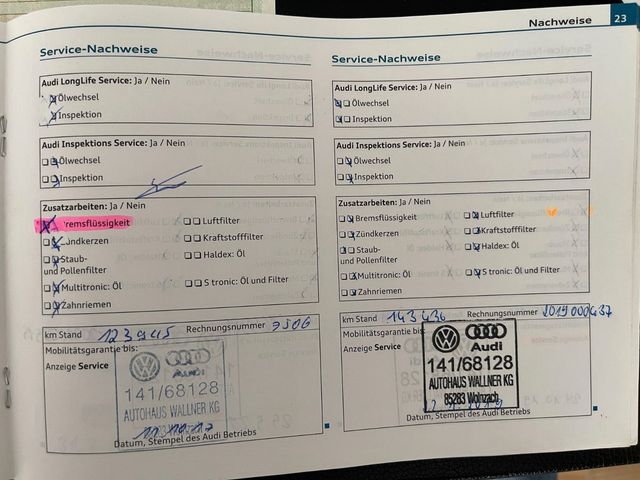 Nachweise 23
Service-Nachweise
Audi LongLife Service: Ja / Nein
Ölwechsel
Inspektion
Audi Inspektions Service: Ja / Nein
Ölwechsel
Inspektion
Zusatzarbeiten: Ja / Nein
Bremsflüssigkeit
Luftfilter
Zündkerzen
Kraftstofffilter
Staub-
und Pollenfilter
Haldex: Öl
Multitronic: Öl
S tronic: Öl und Filter
Zahnriemen
km Stand 123945 Rechnungsnummer 7506
Mobilitätsgarantie bis:
Anzeige Service
Audi
141/68128
AUTOHAUS WALLNER KG
Datum, Stempel des Audi Betriebs
Service-Nachweise
Audi LongLife Service: Ja / Nein
Ölwechsel
Inspektion
Audi Inspektions Service: Ja / Nein
Ölwechsel
Inspektion
Zusatzarbeiten: Ja / Nein
Bremsflüssigkeit
Luftfilter
Zündkerzen
Kraftstofffilter
Staub-
und Pollenfilter
Haldex: Öl
Multitronic: Öl
S tronic: Öl und Filter
Zahnriemen
km Stand 143436 Rechnungsnummer 2019000437
Mobilitätsgarantie bis:
Anzeige Service
Audi
141/68128
AUTOHAUS WALLNER KG
85283 Wolnzach
Datum, Stempel des Audi Betriebs